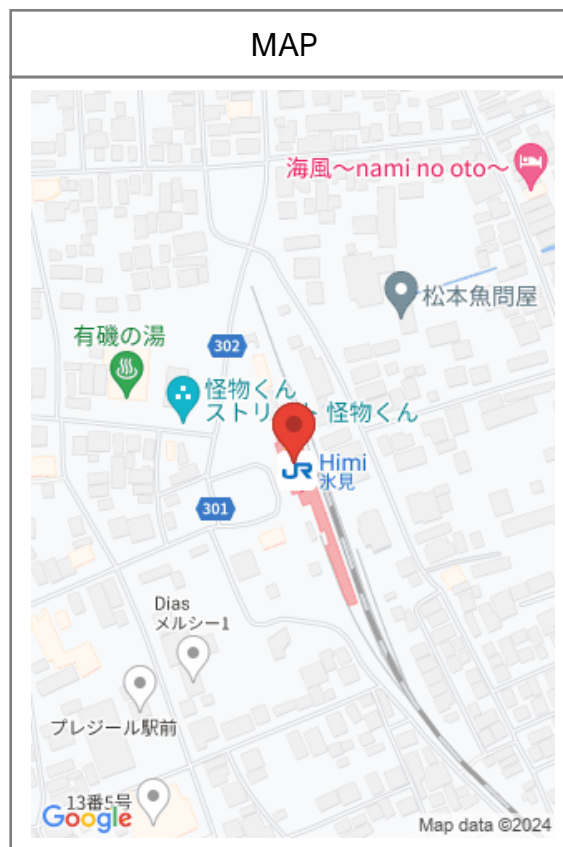 MAP
海風〜nami no oto〜
松本魚問屋
有磯の湯
302
怪物くん
ストリート 怪物くん
JR Himi
氷見
301
Dias
メルシー1
プレジール駅前
13番5号
Google
Map data ©2024